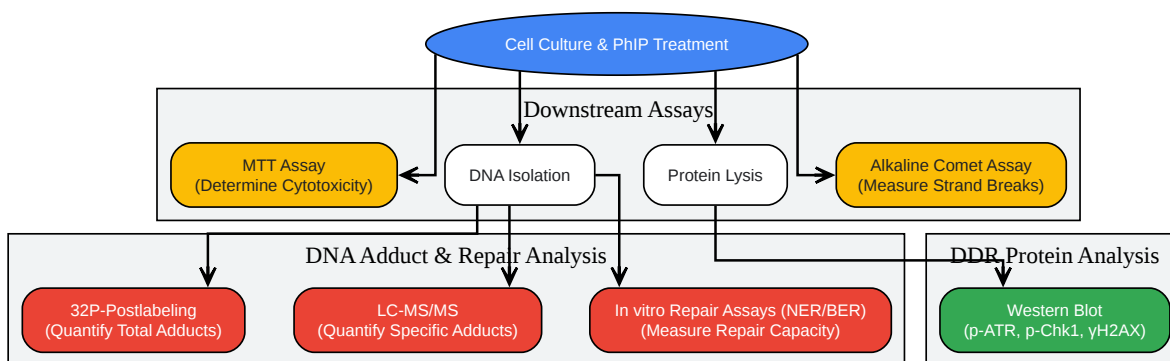 Cell Culture & PhIP Treatment
Downstream Assays
MTT Assay
(Determine Cytotoxicity)
DNA Isolation
Protein Lysis
Alkaline Comet Assay
(Measure Strand Breaks)
DNA Adduct & Repair Analysis
DDR Protein Analysis
32P-Postlabeling
(Quantify Total Adducts)
LC-MS/MS
(Quantify Specific Adducts)
In vitro Repair Assays (NER/BER)
(Measure Repair Capacity)
Western Blot
(p-ATR, p-Chk1, γH2AX)